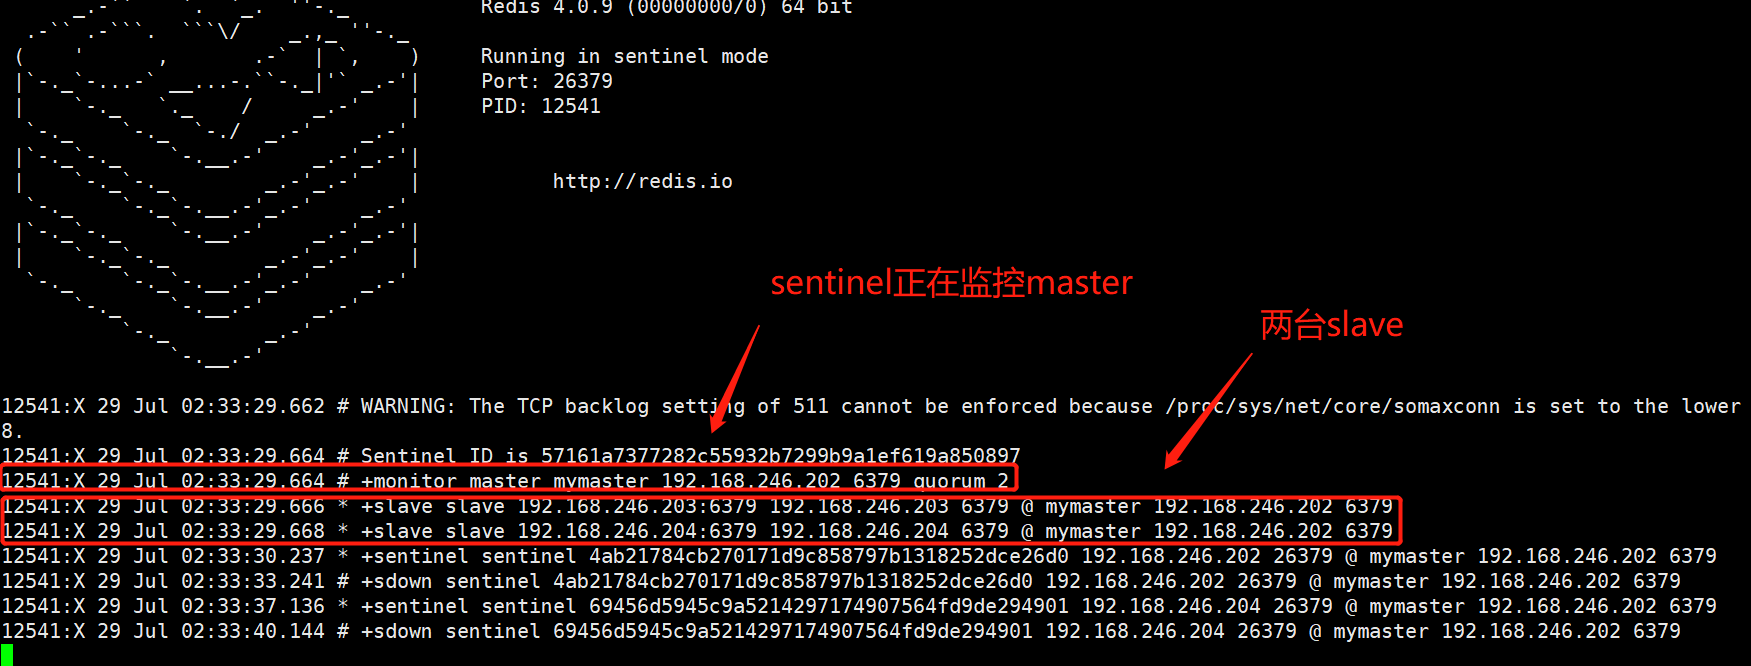 Redis 4.0.9 (00000000/0) 64 bit
Running in sentinel mode
Port: 26379
PID: 12541
http://redis.io
sentinel正在监控master
两台slave
12541:X 29 Jul 02:33:29.662 # WARNING: The TCP backlog setting of 511 cannot be enforced because /proc/sys/net/core/somaxconn is set to the lower
8.
12541:X 29 Jul 02:33:29.664 # Sentinel ID is 57161a7377282c55932b7299b9a1ef619a850897
12541:X 29 Jul 02:33:29.664 # +monitor master mymaster 192.168.246.202 6379 quorum 2
12541:X 29 Jul 02:33:29.666 * +slave slave 192.168.246.203:6379 192.168.246.203 6379 @ mymaster 192.168.246.202 6379
12541:X 29 Jul 02:33:29.668 * +slave slave 192.168.246.204:6379 192.168.246.204 6379 @ mymaster 192.168.246.202 6379
12541:X 29 Jul 02:33:30.237 * +sentinel sentinel 4ab21784cb270171d9c858797b1318252dce26d0 192.168.246.202 26379 @ mymaster 192.168.246.202 6379
12541:X 29 Jul 02:33:33.241 # +sdown sentinel 4ab21784cb270171d9c858797b1318252dce26d0 192.168.246.202 26379 @ mymaster 192.168.246.202 6379
12541:X 29 Jul 02:33:37.136 * +sentinel sentinel 69456d5945c9a5214297174907564fd9de294901 192.168.246.204 26379 @ mymaster 192.168.246.202 6379
12541:X 29 Jul 02:33:40.144 # +sdown sentinel 69456d5945c9a5214297174907564fd9de294901 192.168.246.204 26379 @ mymaster 192.168.246.202 6379